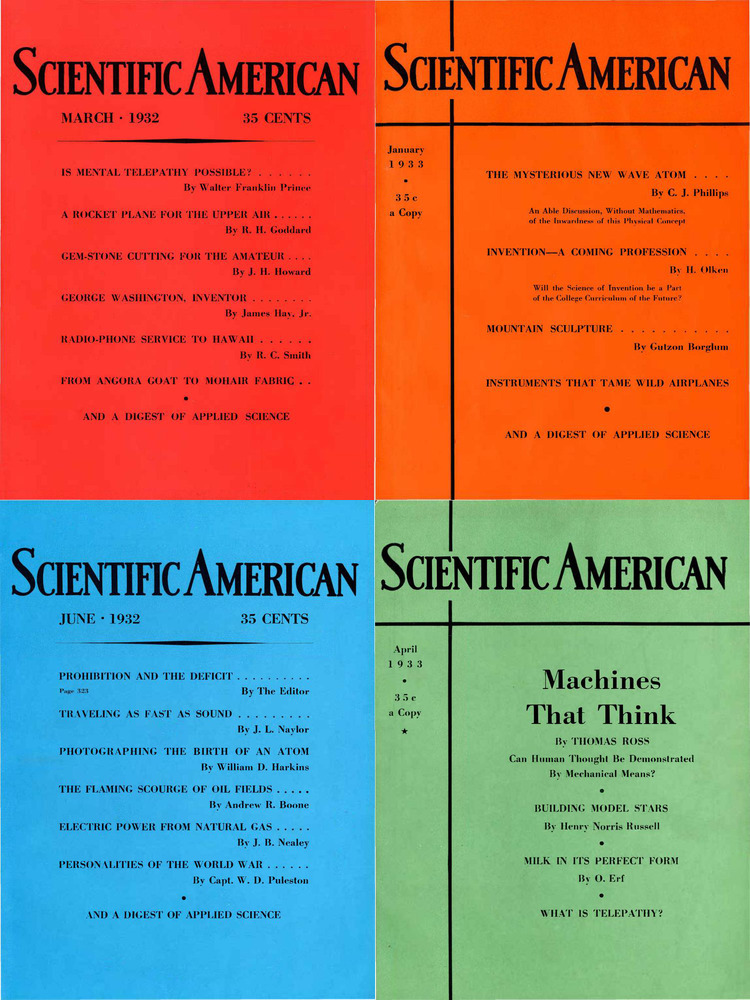 SCIENTIFIC AMERICAN
MARCH · 1932 35 CENTS
IS MENTAL TELEPATHY POSSIBLE? . . . . . .
By Walter Franklin Prince
A ROCKET PLANE FOR THE UPPER AIR . . . . . .
By R. H. Goddard
GEM-STONE CUTTING FOR THE AMATEUR . . . .
By J. H. Howard
GEORGE WASHINGTON, INVENTOR . . . . . . . .
By James Hay, Jr.
RADIO-PHONE SERVICE TO HAWAII . . . . . .
By R. C. Smith
FROM ANGORA GOAT TO MOHAIR FABRIC . .
•
AND A DIGEST OF APPLIED SCIENCE
SCIENTIFIC AMERICAN
January
1933
•
35c
a Copy
THE MYSTERIOUS NEW WAVE ATOM . . . .
By C. J. Phillips
An Able Discussion, Without Mathematics,
of the Inwardness of this Physical Concept
INVENTION—A COMING PROFESSION . . . .
By H. Olken
Will the Science of Invention be a Part
of the College Curriculum of the Future?
MOUNTAIN SCULPTURE . . . . . . . . . . .
By Gutzon Borglum
INSTRUMENTS THAT TAME WILD AIRPLANES
•
AND A DIGEST OF APPLIED SCIENCE
SCIENTIFIC AMERICAN
JUNE · 1932 35 CENTS
PROHIBITION AND THE DEFICIT . . . . . . . . . .
Page 323 By The Editor
TRAVELING AS FAST AS SOUND . . . . . . . . .
By J. L. Naylor
PHOTOGRAPHING THE BIRTH OF AN ATOM
By William D. Harkins
THE FLAMING SCOURGE OF OIL FIELDS . . . . .
By Andrew R. Boone
ELECTRIC POWER FROM NATURAL GAS . . . . .
By J. B. Nealey
PERSONALITIES OF THE WORLD WAR . . . . . .
By Capt. W. D. Puleston
•
AND A DIGEST OF APPLIED SCIENCE
SCIENTIFIC AMERICAN
April
1933
•
35c
a Copy
★
Machines
That Think
By THOMAS ROSS
Can Human Thought Be Demonstrated
By Mechanical Means?
•
BUILDING MODEL STARS
By Henry Norris Russell
•
MILK IN ITS PERFECT FORM
By O. Erf
•
WHAT IS TELEPATHY?